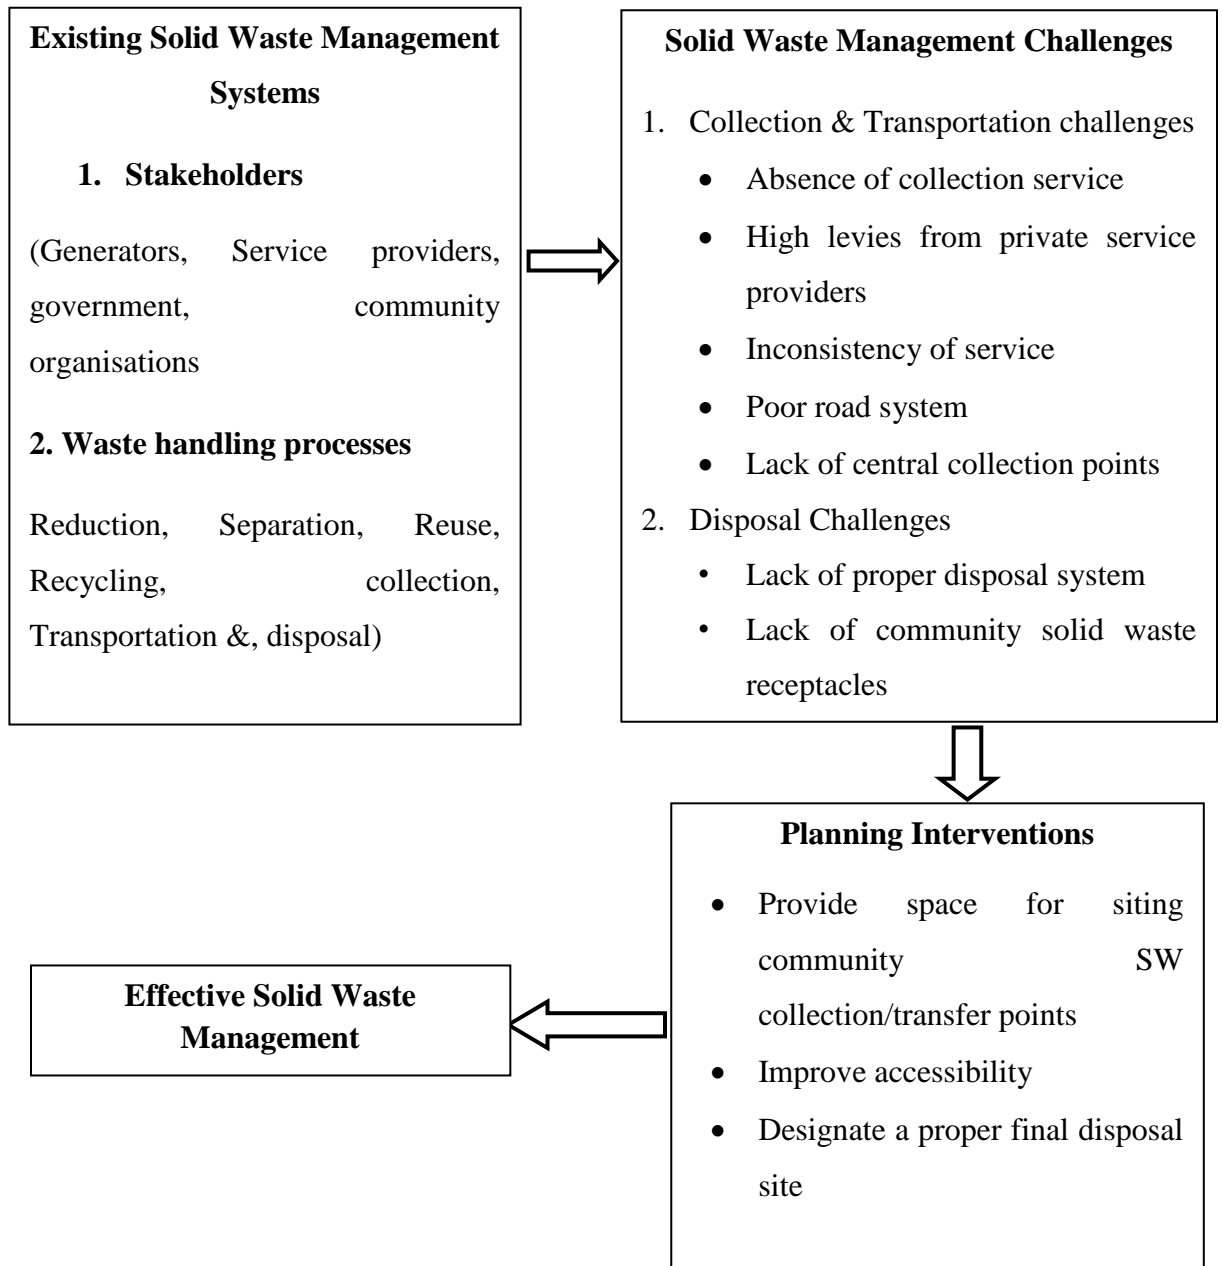 Existing Solid Waste Management
Systems
1. Stakeholders
(Generators, Service providers,
government, community
organisations
2. Waste handling processes
Reduction, Separation, Reuse,
Recycling, collection,
Transportation &, disposal)
Solid Waste Management Challenges
1. Collection & Transportation challenges
• Absence of collection service
• High levies from private service
providers
• Inconsistency of service
• Poor road system
• Lack of central collection points
2. Disposal Challenges
• Lack of proper disposal system
• Lack of community solid waste
receptacles
Planning Interventions
• Provide space for siting
community SW
collection/transfer points
• Improve accessibility
• Designate a proper final disposal
site
Effective Solid Waste
Management